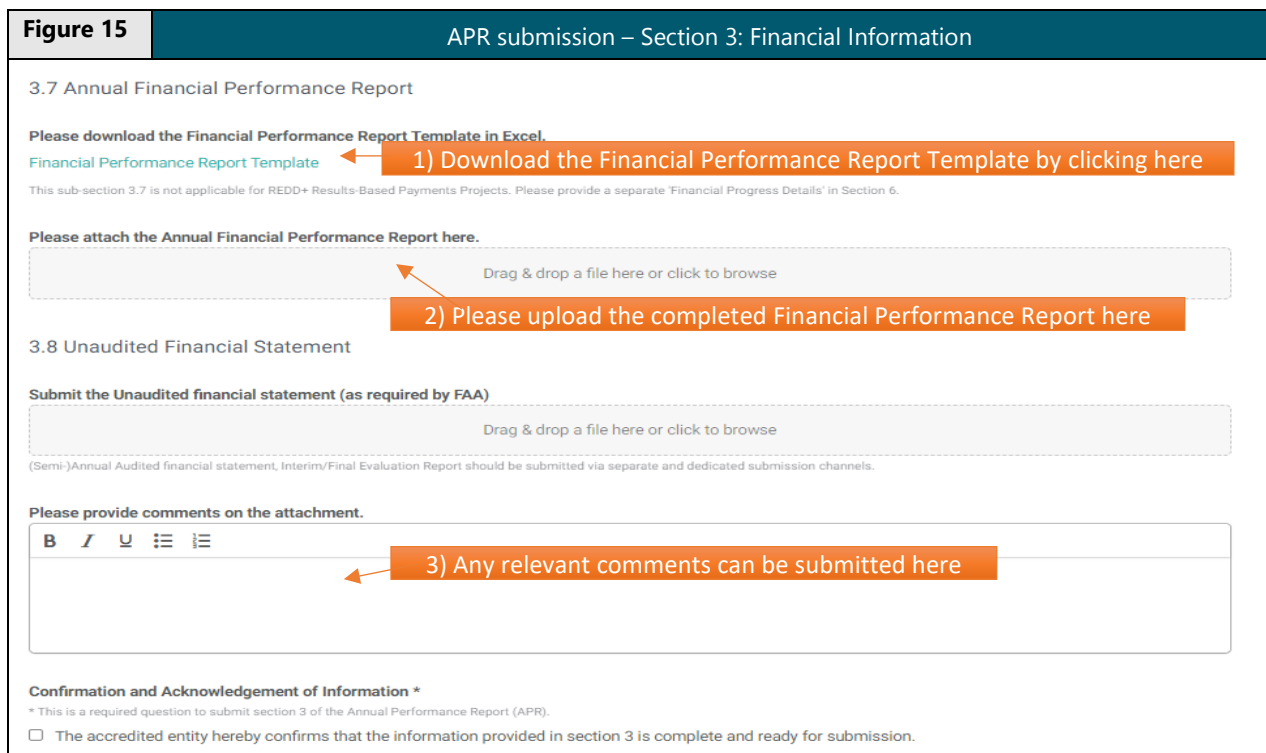 Figure 15
APR submission – Section 3: Financial Information
3.7 Annual Financial Performance Report
Please download the Financial Performance Report Template in Excel.
Financial Performance Report Template
1) Download the Financial Performance Report Template by clicking here
This sub-section 3.7 is not applicable for REDD+ Results-Based Payments Projects. Please provide a separate 'Financial Progress Details' in Section 6.
Please attach the Annual Financial Performance Report here.
Drag & drop a file here or click to browse
2) Please upload the completed Financial Performance Report here
3.8 Unaudited Financial Statement
Submit the Unaudited financial statement (as required by FAA)
Drag & drop a file here or click to browse
(Semi-)Annual Audited financial statement, Interim/Final Evaluation Report should be submitted via separate and dedicated submission channels.
Please provide comments on the attachment.
B I U
3) Any relevant comments can be submitted here
Confirmation and Acknowledgement of Information *
* This is a required question to submit section 3 of the Annual Performance Report (APR).
The accredited entity hereby confirms that the information provided in section 3 is complete and ready for submission.